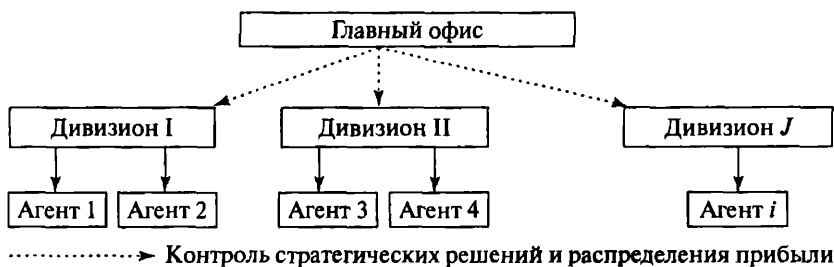 Главный офис
Дивизион I Дивизион II Дивизион J
Агент 1 Агент 2 Агент 3 Агент 4 Агент i
Контроль стратегических решений и распределения прибыли